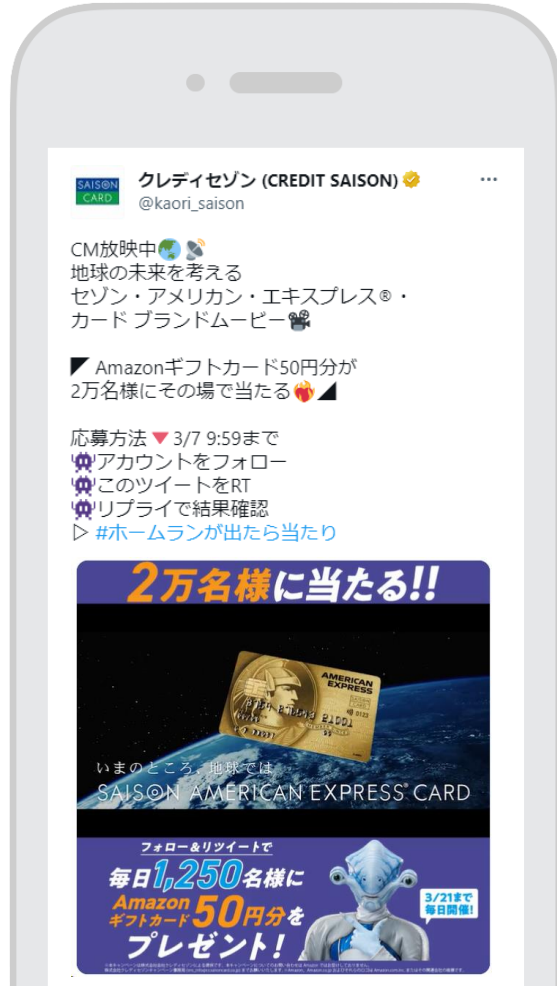 SAISON
CARD
クレディセゾン (CREDIT SAISON)
@kaori_saison
CM放映中🌏📡
地球の未来を考える
セゾン・アメリカン・エキスプレス®・
カード ブランドムービー🎥
◤ Amazonギフトカード50円分が
2万名様にその場で当たる❤️‍🔥◢
応募方法🔻3/7 9:59まで
👾アカウントをフォロー
👾このツイートをRT
👾リプライで結果確認
▷ #ホームランが出たら当たり
2万名様に当たる!!
AMERICAN
EXPRESS
SAISON
CARD
いまのところ、地球では
SAISON AMERICAN EXPRESS® CARD
フォロー&リツイートで
毎日1,250名様に
Amazon
ギフトカード50円分を
プレゼント!
3/21まで
毎日開催!